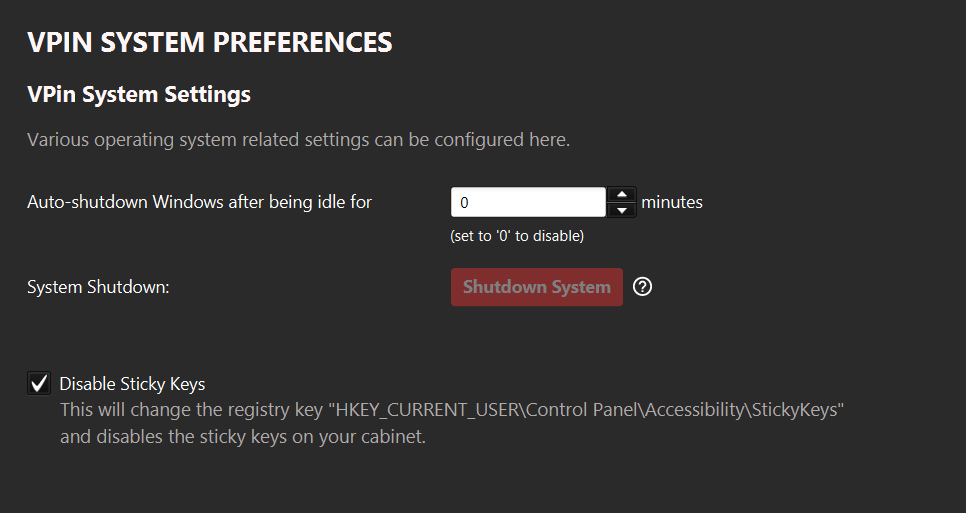 VPIN SYSTEM PREFERENCES
VPin System Settings
Various operating system related settings can be configured here.
Auto-shutdown Windows after being idle for 0 minutes
(set to '0' to disable)
System Shutdown: Shutdown System ?
Disable Sticky Keys
This will change the registry key "HKEY_CURRENT_USER\Control Panel\Accessibility\StickyKeys"
and disables the sticky keys on your cabinet.